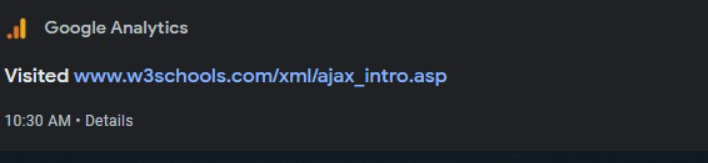 Google Analytics
Visited www.w3schools.com/xml/ajax_intro.asp
10:30 AM • Details